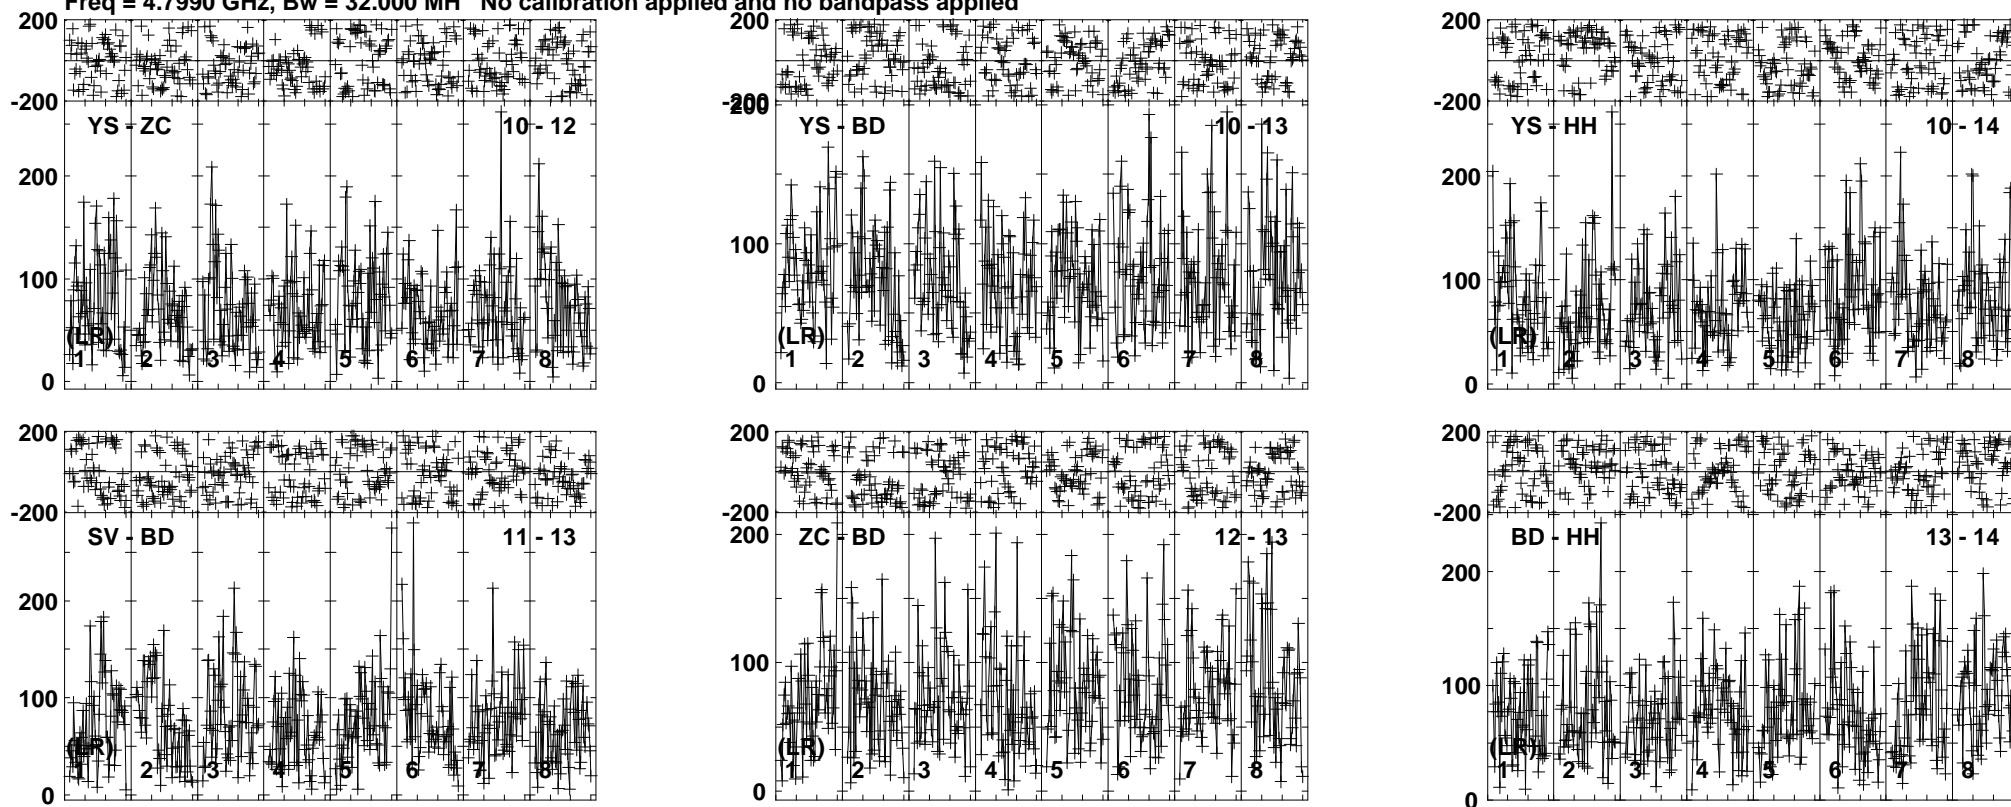 Freq = 4.7990 GHz, Bw = 32.000 MH   No calibration applied and no bandpass applied
200
-200
YS - ZC
10 - 12
200
100
0
(LR)
1 2 3 4 5 6 7 8
200
-200
200
YS - BD
10 - 13
100
0
(LR)
1 2 3 4 5 6 7 8
200
-200
YS - HH
10 - 14
200
100
0
(LR)
1 2 3 4 5 6 7 8
200
-200
SV - BD
11 - 13
200
100
0
(LR)
1 2 3 4 5 6 7 8
200
-200
ZC - BD
12 - 13
200
100
0
(LR)
1 2 3 4 5 6 7 8
200
-200
BD - HH
13 - 14
200
100
0
(LR)
1 2 3 4 5 6 7 8